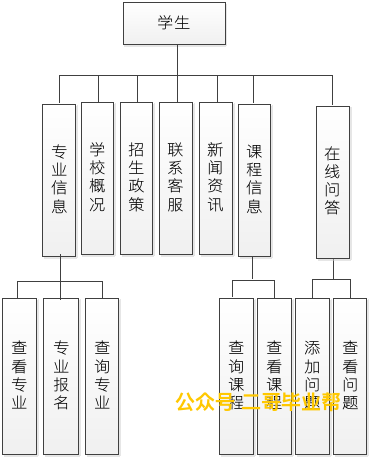 学生
专业信息
学校概况
招生政策
联系客服
新闻资讯
课程信息
在线问答
查看专业
专业报名
查询专业
查询课程
查看课程
添加问题
查看问题
公众号 二哥毕业帮